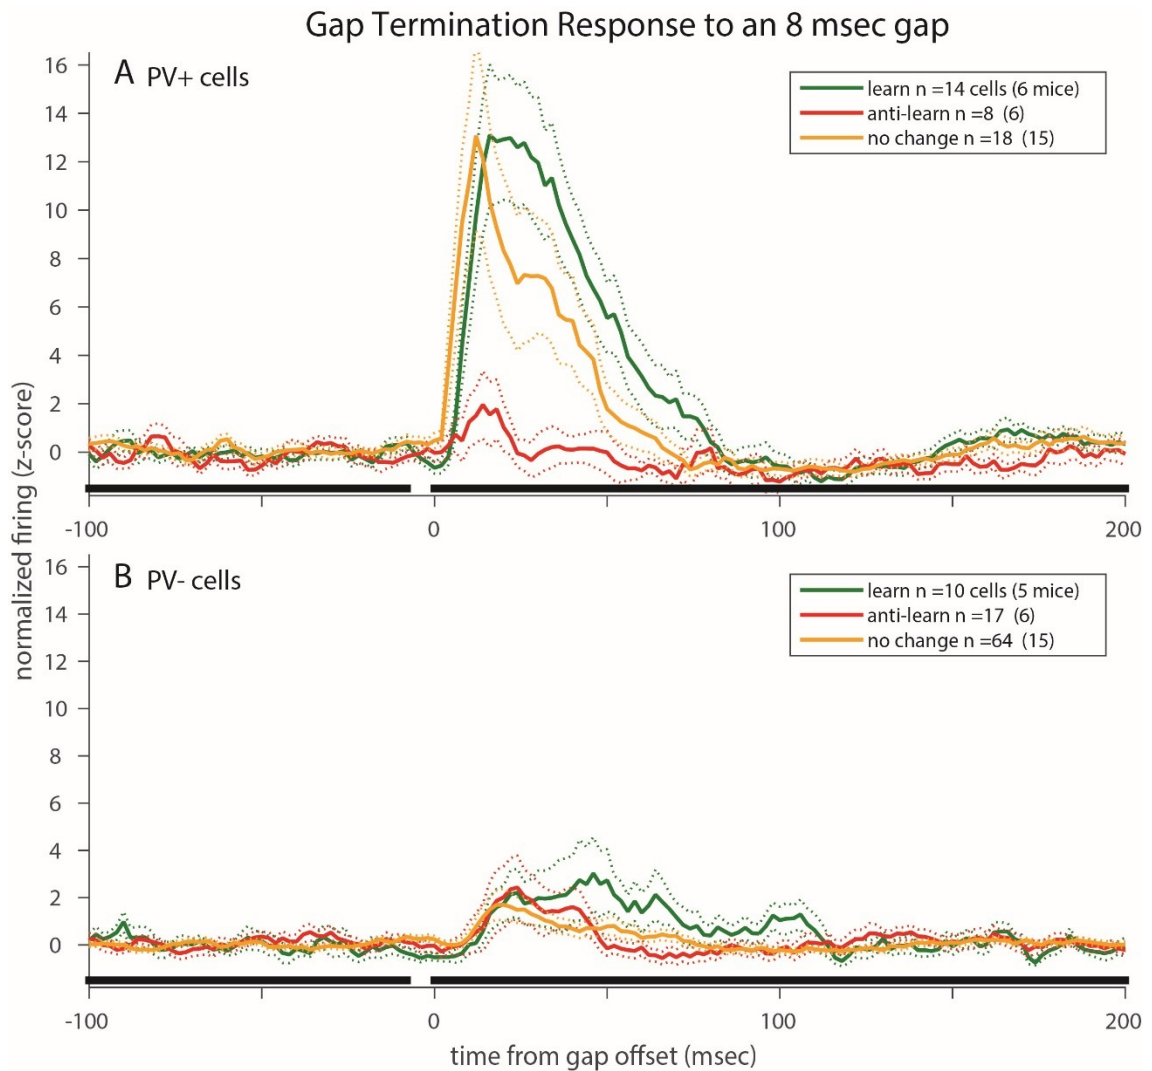 Gap Termination Response to an 8 msec gap
A PV+ cells
learn n =14 cells (6 mice)
anti-learn n =8 (6)
no change n =18 (15)
16
14
12
10
8
6
4
2
0
-100
0
100
200
normalized firing (z-score)
B PV- cells
learn n =10 cells (5 mice)
anti-learn n =17 (6)
no change n =64 (15)
16
14
12
10
8
6
4
2
0
-100
0
100
200
time from gap offset (msec)